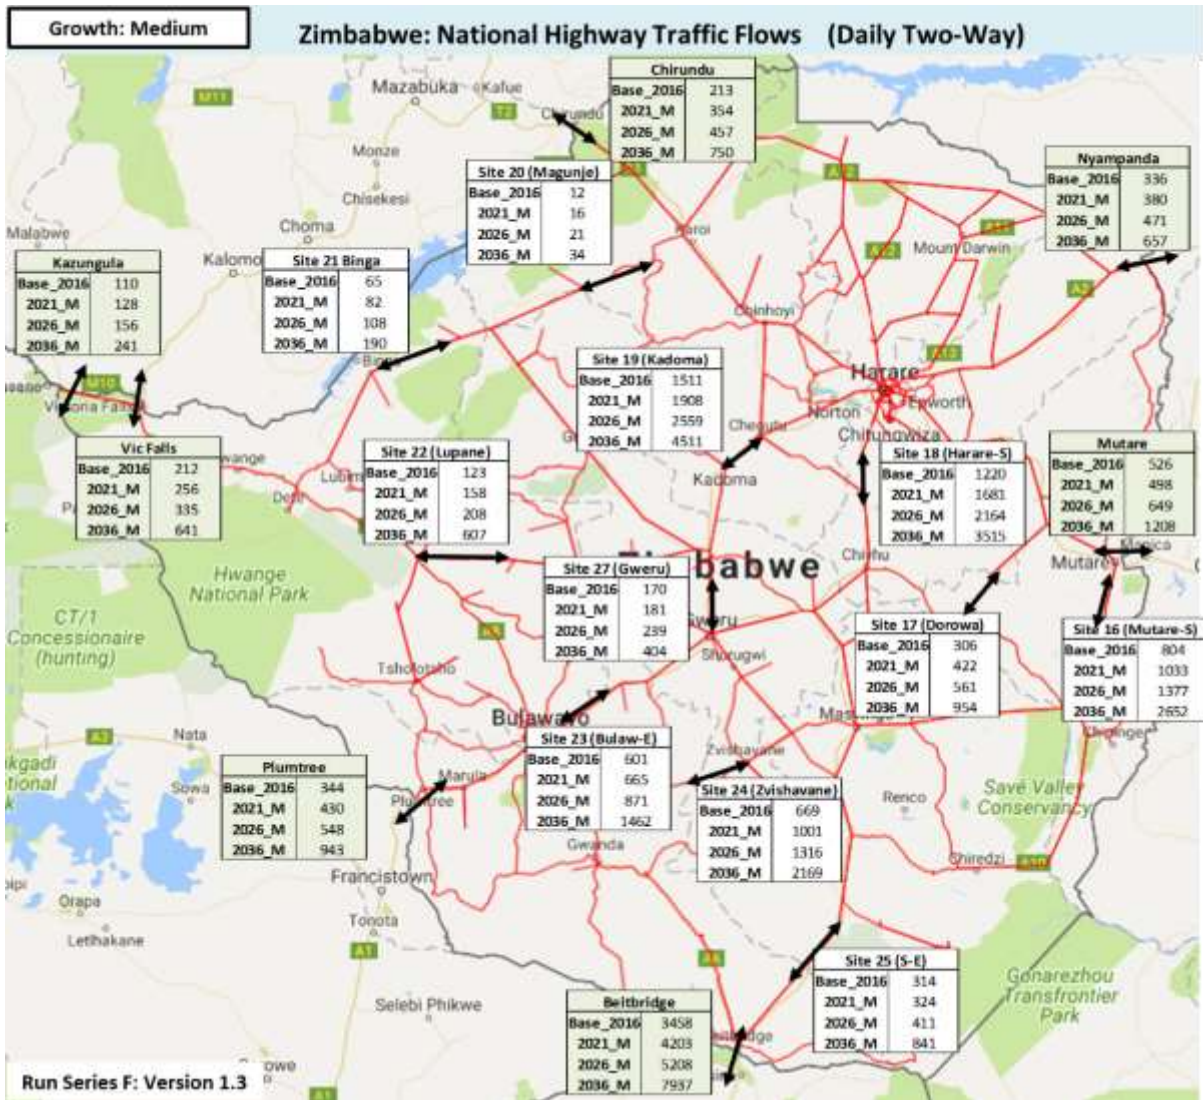 Growth: Medium
Zimbabwe: National Highway Traffic Flows (Daily Two-Way)
Chirundu
Base_2016 213
2021_M 354
2026_M 457
2036_M 750
Site 20 (Magunje)
Base_2016 12
2021_M 16
2026_M 21
2036_M 34
Nyampanda
Base_2016 336
2021_M 380
2026_M 471
2036_M 657
Kazungula
Base_2016 110
2021_M 128
2026_M 156
2036_M 241
Site 21 Binga
Base_2016 65
2021_M 82
2026_M 108
2036_M 190
Site 19 (Kadoma)
Base_2016 1511
2021_M 1908
2026_M 2559
2036_M 4511
Vic Falls
Base_2016 212
2021_M 256
2026_M 335
2036_M 641
Site 22 (Lupane)
Base_2016 123
2021_M 158
2026_M 208
2036_M 607
Site 18 (Harare-S)
Base_2016 1220
2021_M 1681
2026_M 2164
2036_M 3515
Mutare
Base_2016 526
2021_M 498
2026_M 649
2036_M 1208
Site 27 (Gweru)
Base_2016 170
2021_M 181
2026_M 239
2036_M 404
Site 17 (Dorowa)
Base_2016 306
2021_M 422
2026_M 561
2036_M 954
Site 16 (Mutare-S)
Base_2016 804
2021_M 1033
2026_M 1377
2036_M 2652
Site 23 (Bulaw-E)
Base_2016 601
2021_M 665
2026_M 871
2036_M 1462
Plumtree
Base_2016 344
2021_M 430
2026_M 548
2036_M 943
Site 24 (Zvishavane)
Base_2016 669
2021_M 1001
2026_M 1316
2036_M 2169
Site 25 (S-E)
Base_2016 314
2021_M 324
2026_M 411
2036_M 841
Beitbridge
Base_2016 3458
2021_M 4203
2026_M 5208
2036_M 7937
Run Series F: Version 1.3
M11
Mazabuka
Kafue
T2
Chirundu
Monze
Chisekesi
Choma
Kalomo
Malabwe
Karoi
Mount Darwin
A2
Chinhoyi
Harare
Norton
Epworth
Chitungwiza
Chegutu
Kadoma
M10
Hwange
National Park
CT/1
Concessionaire
(hunting)
Tsholotsho
Shurugwi
Bulawayo
Zvishavane
Mutare
Nata
Sowa
Marula
Plumtree
Gwanda
Renco
Savé Valley
Conservancy
Chiredzi
A10
Francistown
Tonota
Orapa
Letlhakane
A1
Selebi Phikwe
A6
Gonarezhou
Transfrontier
Park
A1